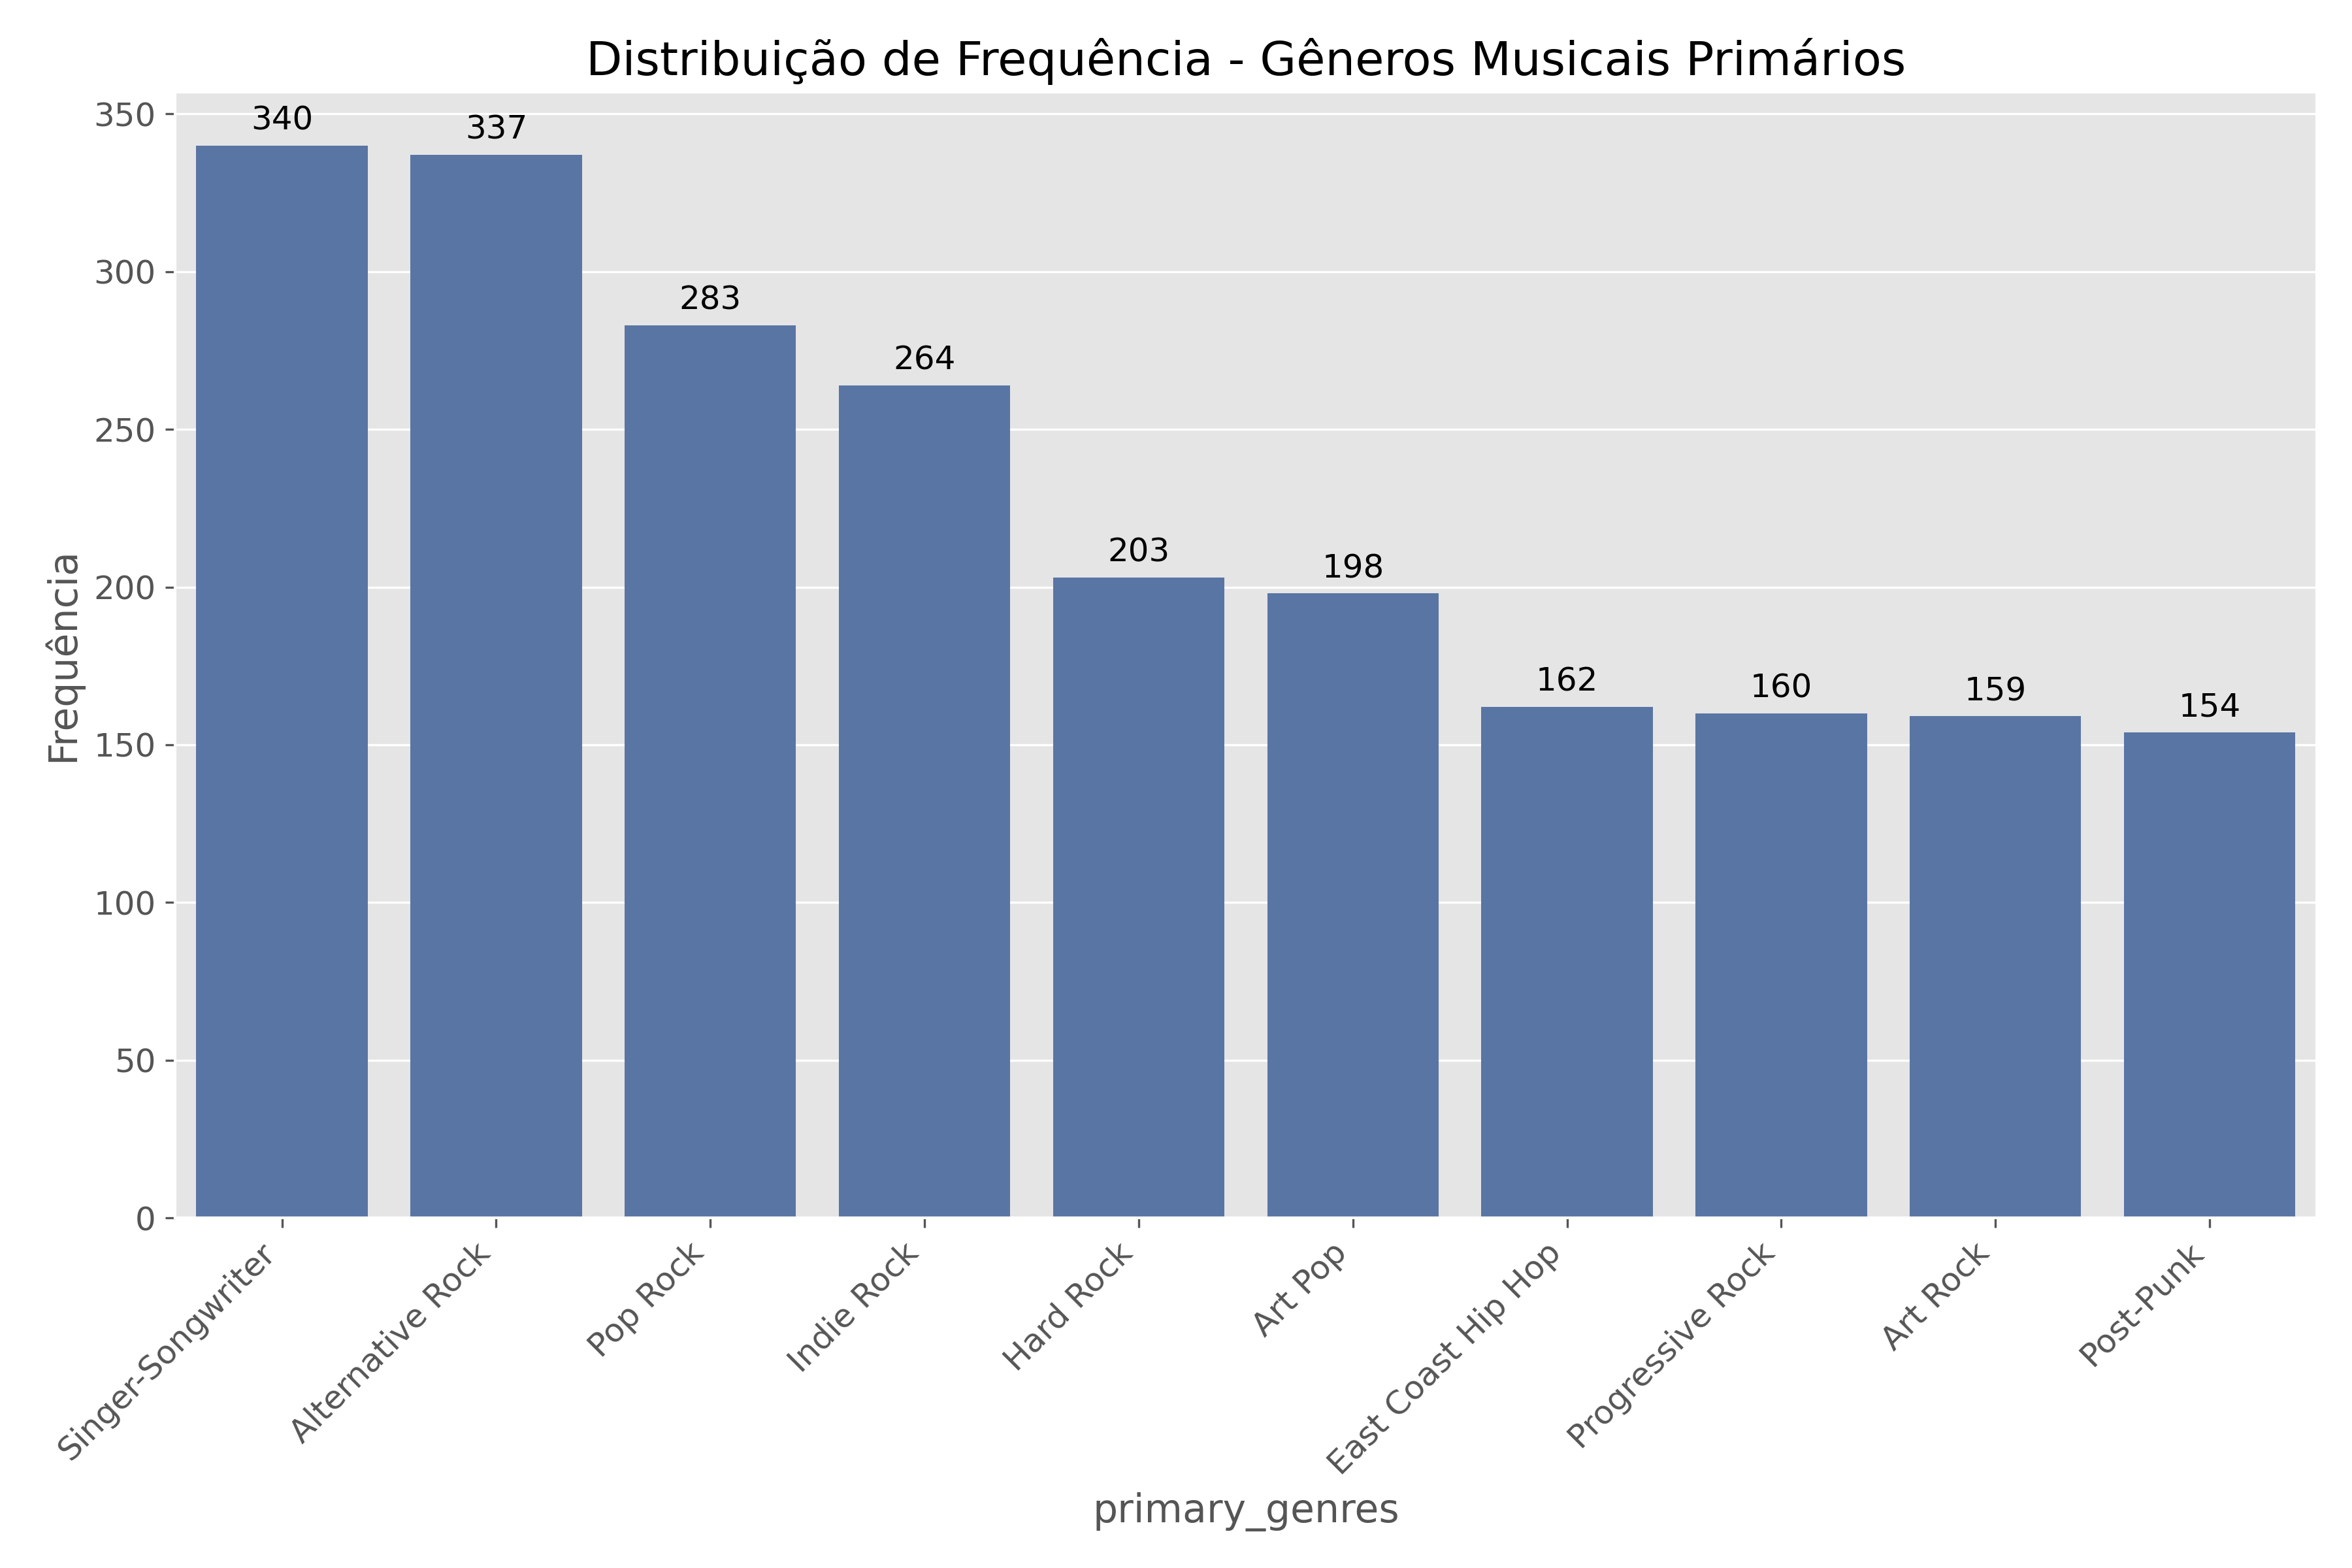 Distribuição de Frequência - Gêneros Musicais Primários
Frequência
350
300
250
200
150
100
50
0
340
337
283
264
203
198
162
160
159
154
Singer-Songwriter
Alternative Rock
Pop Rock
Indie Rock
Hard Rock
Art Pop
East Coast Hip Hop
Progressive Rock
Art Rock
Post-Punk
primary_genres